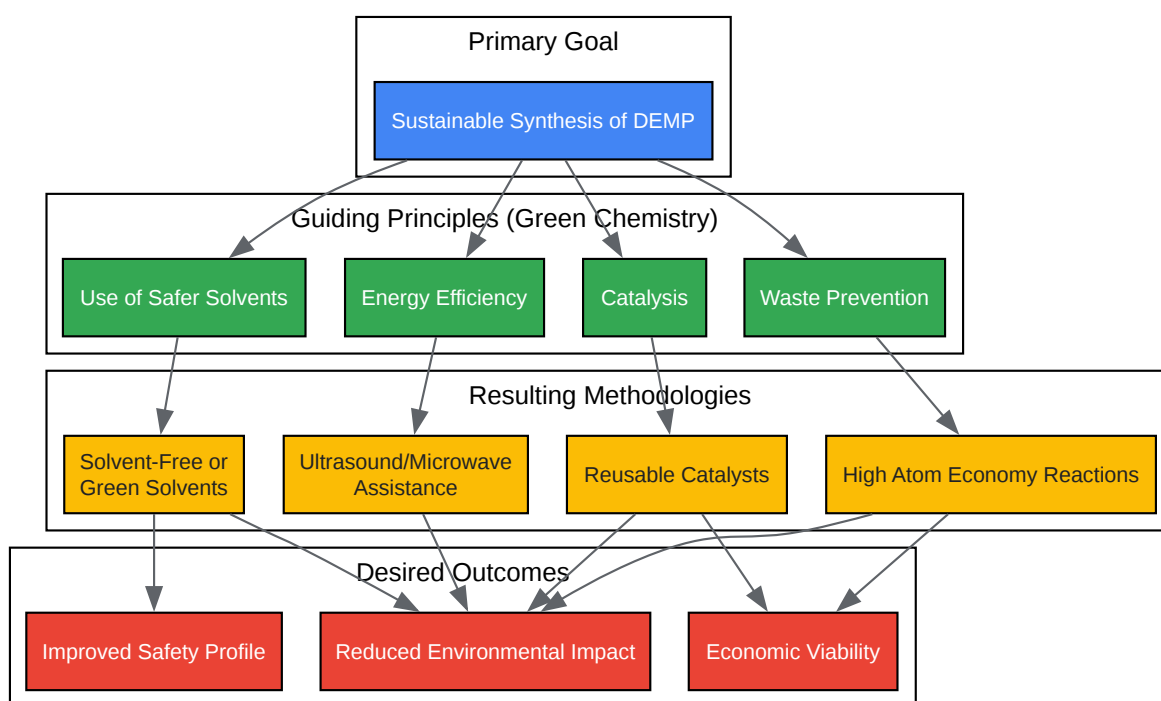 Primary Goal
Sustainable Synthesis of DEMP
Guiding Principles (Green Chemistry)
Use of Safer Solvents
Energy Efficiency
Catalysis
Waste Prevention
Resulting Methodologies
Solvent-Free or
Green Solvents
Ultrasound/Microwave
Assistance
Reusable Catalysts
High Atom Economy Reactions
Desired Outcomes
Improved Safety Profile
Reduced Environmental Impact
Economic Viability